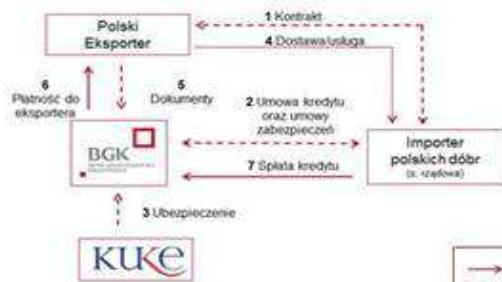 Polski
Eksporter
1 Kontrakt
4 Dostawa/usługa
6
Płatność do
eksportera
5
Dokumenty
2 Umowa kredytu
oraz umowy
zabezpieczeń
BGK
Importer
polskich dóbr
7 Spłata kredytu
3 Ubezpieczenie
KUKE